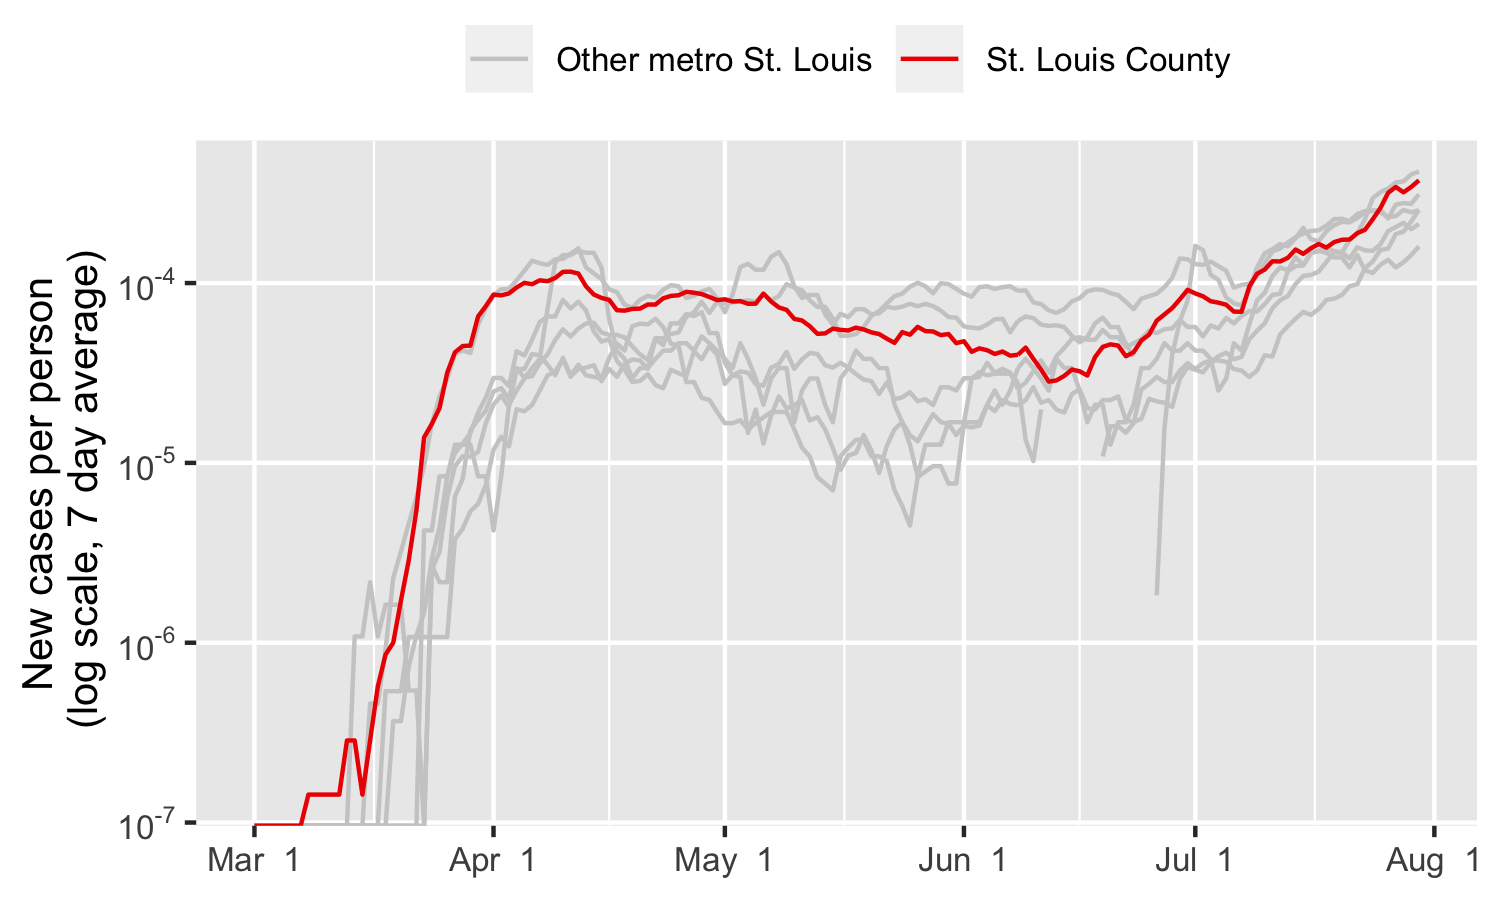 Other metro St. Louis
St. Louis County
New cases per person
(log scale, 7 day average)
10-4
10-5
10-6
10-7
Mar 1
Apr 1
May 1
Jun 1
Jul 1
Aug 1